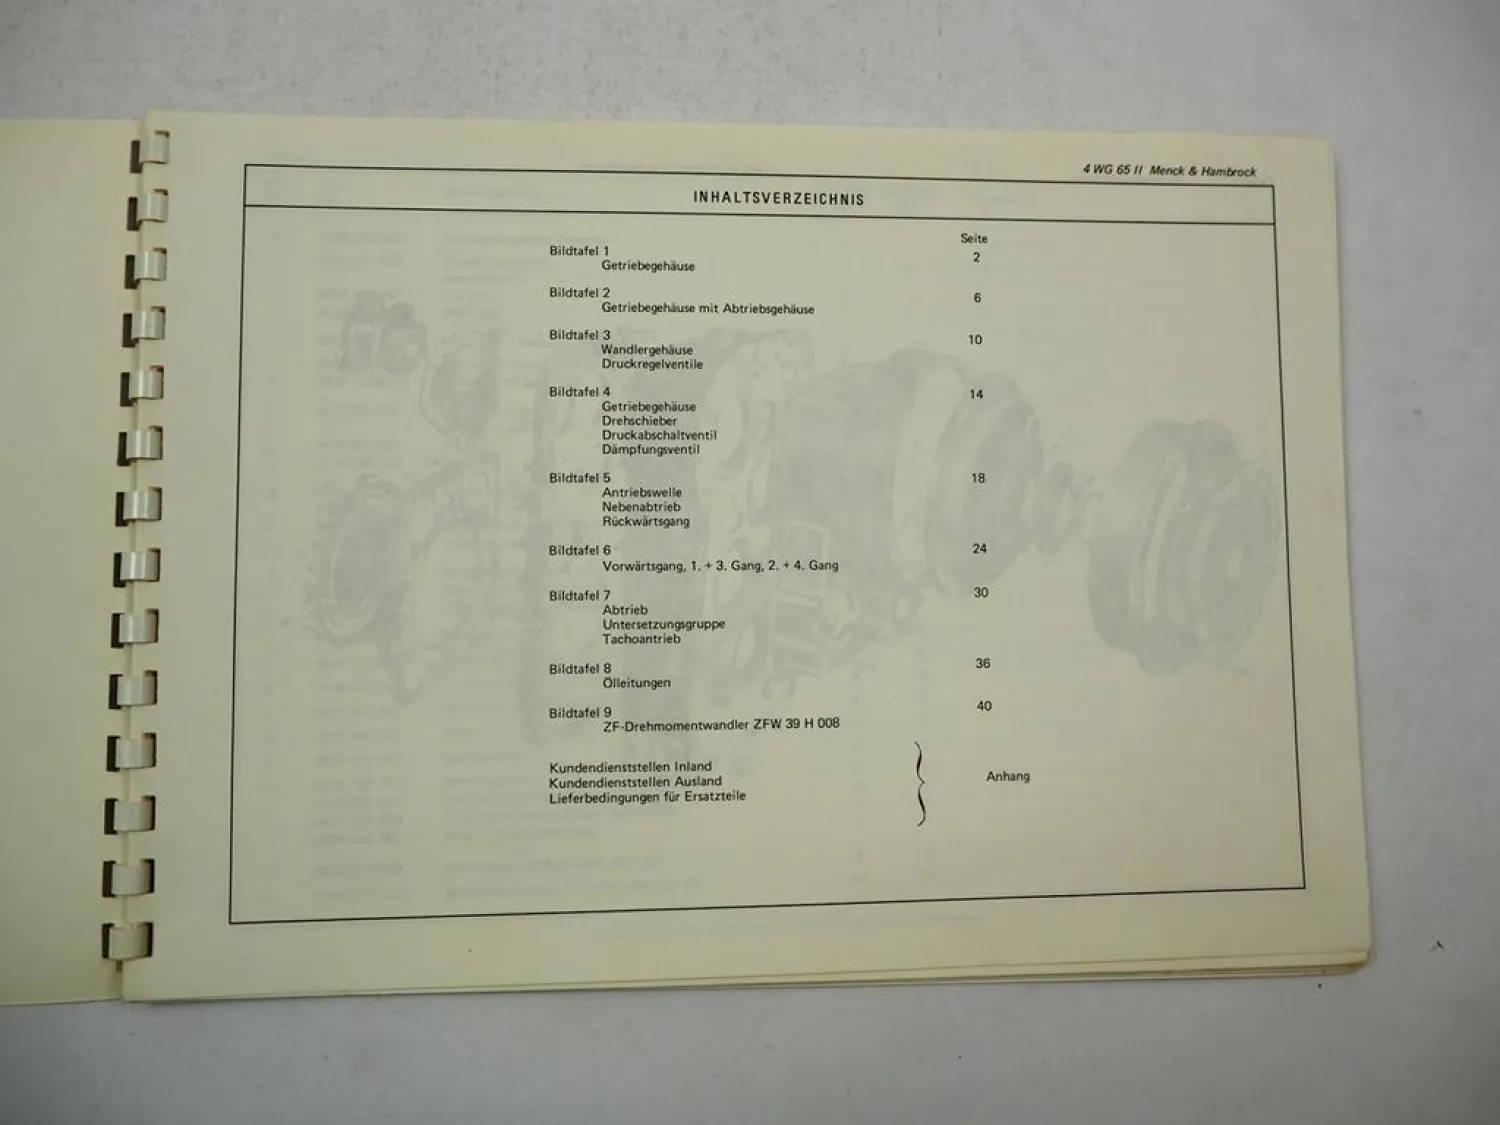 4 WG 65 II Menck & Hambrock
INHALTSVERZEICHNIS
Seite
Bildtafel 1 2
Getriebegehäuse
Bildtafel 2 6
Getriebegehäuse mit Abtriebsgehäuse
Bildtafel 3 10
Wandlergehäuse
Druckregelventile
Bildtafel 4 14
Getriebegehäuse
Drehschieber
Druckabschaltventil
Dämpfungsventil
Bildtafel 5 18
Antriebswelle
Nebenabtrieb
Rückwärtsgang
Bildtafel 6 24
Vorwärtsgang, 1. + 3. Gang, 2. + 4. Gang
Bildtafel 7 30
Abtrieb
Untersetzungsgruppe
Tachoantrieb
Bildtafel 8 36
Ölleitungen
Bildtafel 9 40
ZF-Drehmomentwandler ZFW 39 H 008
Kundendienststellen Inland
Kundendienststellen Ausland Anhang
Lieferbedingungen für Ersatzteile